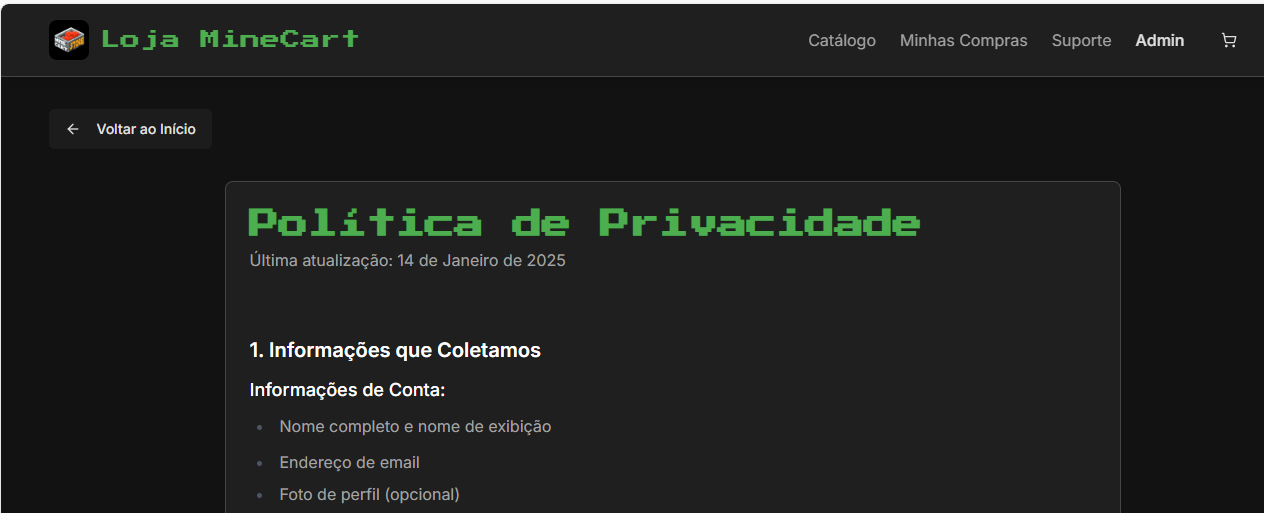 Loja MineCart
Catálogo Minhas Compras Suporte Admin
Voltar ao Início
Política de Privacidade
Última atualização: 14 de Janeiro de 2025
1. Informações que Coletamos
Informações de Conta:
Nome completo e nome de exibição
Endereço de email
Foto de perfil (opcional)